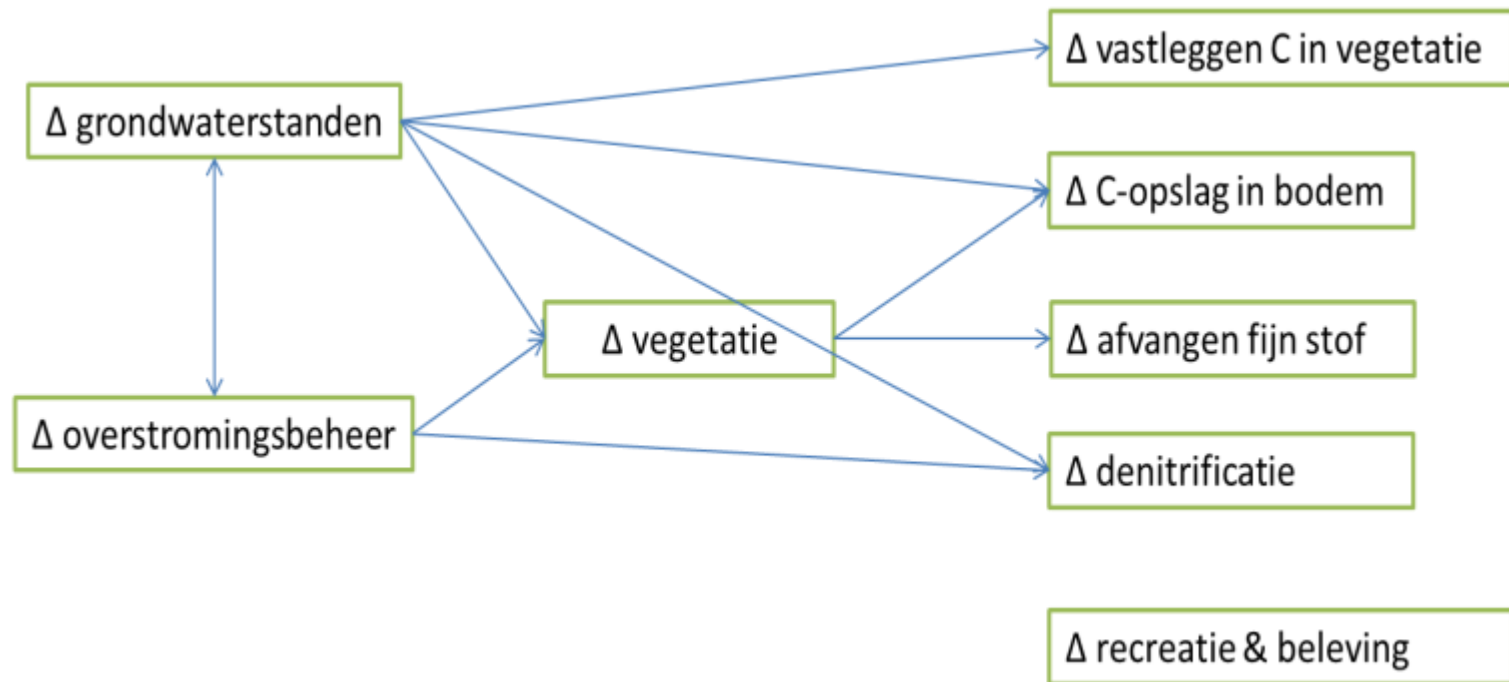 Δ vastleggen C in vegetatie
Δ grondwaterstanden
Δ C-opslag in bodem
Δ vegetatie
Δ afvangen fijn stof
Δ overstromingsbeheer
Δ denitrificatie
Δ recreatie & beleving